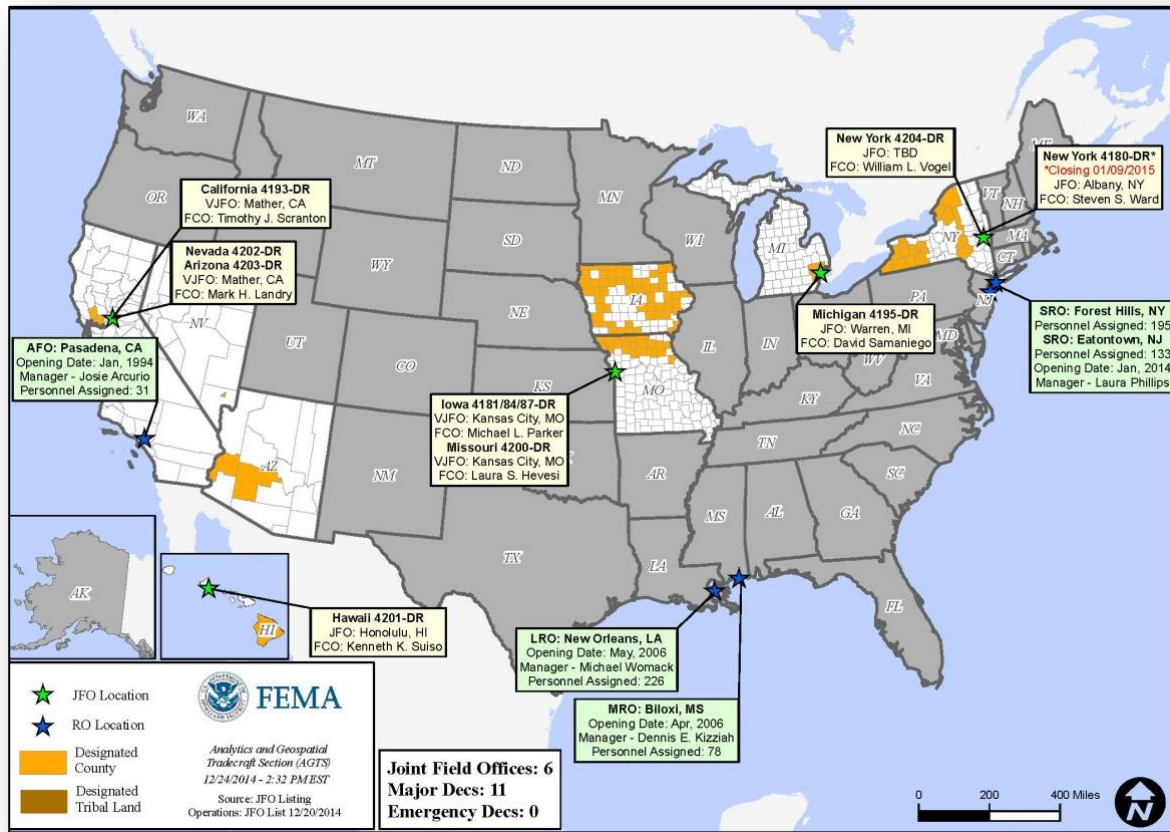 WA
OR
MT
ND
SD
MN
WY
NE
WI
MI
NY
VT
NH
MA
CT
NJ
PA
MD
NV
UT
CO
KS
IA
MO
IL
IN
WV
VA
KY
TN
NC
SC
AZ
NM
TX
AR
LA
MS
AL
GA
FL
AK
HI
California 4193-DR
VJFO: Mather, CA
FCO: Timothy J. Scranton
Nevada 4202-DR
Arizona 4203-DR
VJFO: Mather, CA
FCO: Mark H. Landry
AFO: Pasadena, CA
Opening Date: Jan, 1994
Manager - Josie Arcurio
Personnel Assigned: 31
New York 4204-DR
JFO: TBD
FCO: William L. Vogel
New York 4180-DR*
*Closing 01/09/2015
JFO: Albany, NY
FCO: Steven S. Ward
Michigan 4195-DR
JFO: Warren, MI
FCO: David Samaniego
SRO: Forest Hills, NY
Personnel Assigned: 195
SRO: Eatontown, NJ
Personnel Assigned: 133
Opening Date: Jan, 2014
Manager - Laura Phillips
Iowa 4181/84/87-DR
VJFO: Kansas City, MO
FCO: Michael L. Parker
Missouri 4200-DR
VJFO: Kansas City, MO
FCO: Laura S. Hevesi
Hawaii 4201-DR
JFO: Honolulu, HI
FCO: Kenneth K. Suiso
LRO: New Orleans, LA
Opening Date: May, 2006
Manager - Michael Womack
Personnel Assigned: 226
MRO: Biloxi, MS
Opening Date: Apr, 2006
Manager - Dennis E. Kizziah
Personnel Assigned: 78
JFO Location
RO Location
Designated
County
Designated
Tribal Land
FEMA
Analytics and Geospatial
Tradecraft Section (AGTS)
12/24/2014 - 2:32 PM EST
Source: JFO Listing
Operations: JFO List 12/20/2014
Joint Field Offices: 6
Major Decs: 11
Emergency Decs: 0
0 200 400 Miles
N